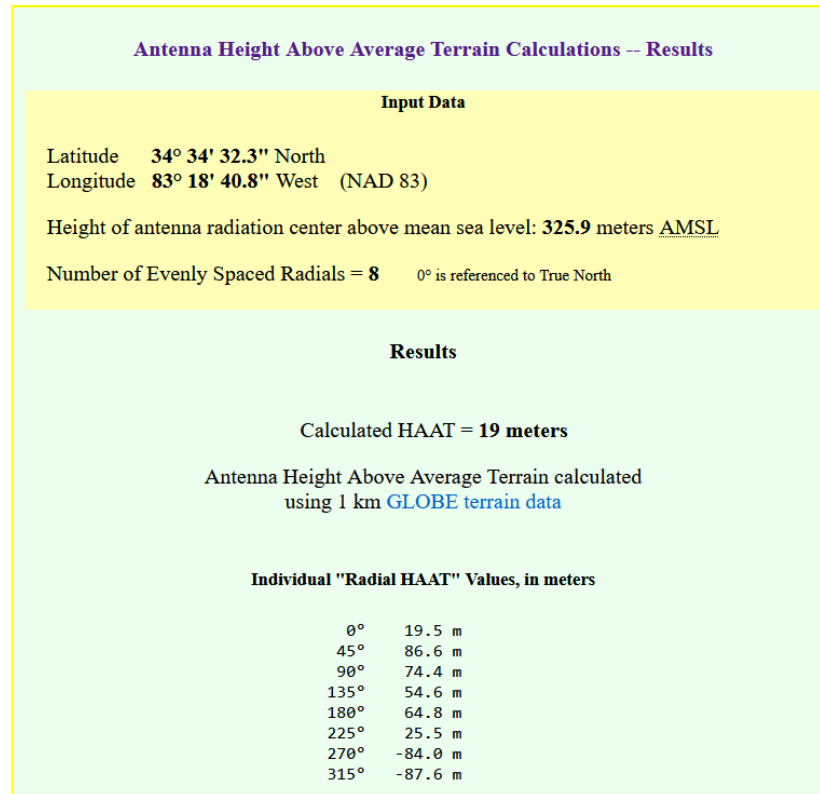 Antenna Height Above Average Terrain Calculations -- Results
Input Data
Latitude 34° 34' 32.3" North
Longitude 83° 18' 40.8" West (NAD 83)
Height of antenna radiation center above mean sea level: 325.9 meters AMSL
Number of Evenly Spaced Radials = 8 0° is referenced to True North
Results
Calculated HAAT = 19 meters
Antenna Height Above Average Terrain calculated
using 1 km GLOBE terrain data
Individual "Radial HAAT" Values, in meters
0° 19.5 m
45° 86.6 m
90° 74.4 m
135° 54.6 m
180° 64.8 m
225° 25.5 m
270° -84.0 m
315° -87.6 m